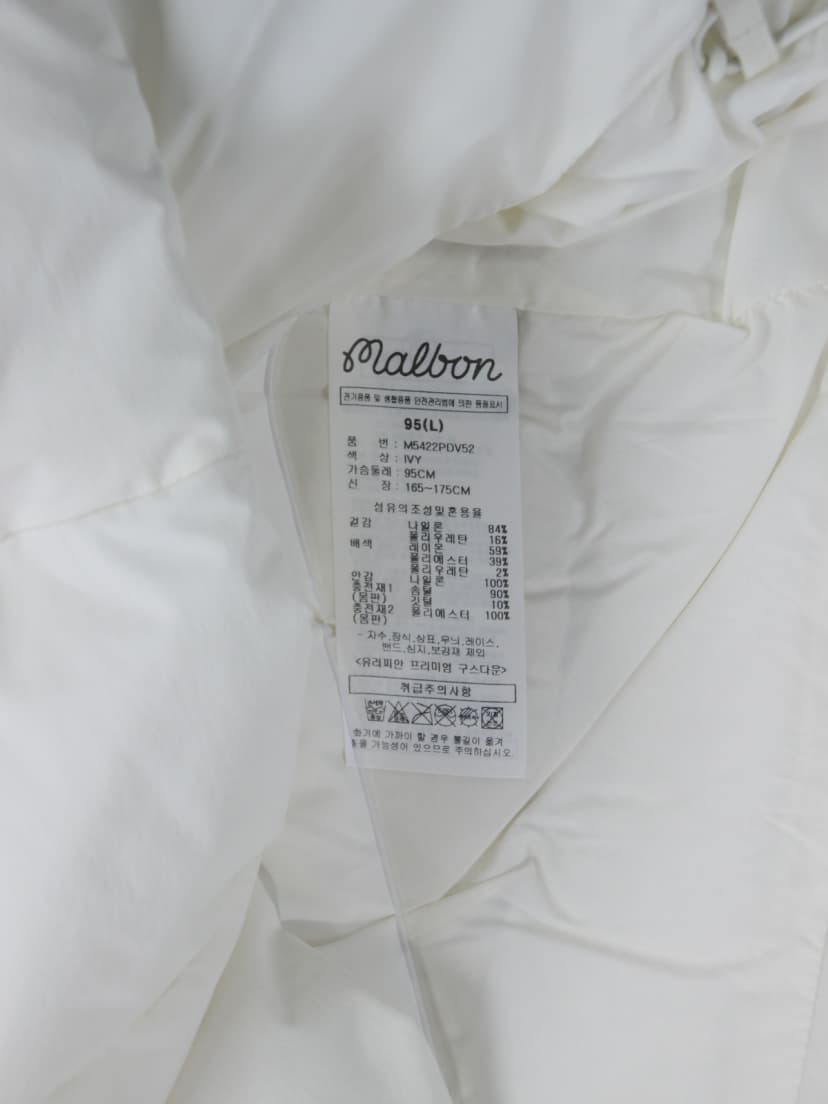 Malbon
전기용품 및 생활용품 안전관리법에 의한 품질표시
95(L)
품 번 : M5422PDV52
색 상 : IVY
가슴둘레 : 95CM
신 장 : 165~175CM
섬유의조성및혼용율
겉감 나일론 84%
폴리우레탄 16%
배색 레이온 59%
폴리에스터 39%
폴리우레탄 2%
안감 나일론 100%
충전재1 솜털 90%
(몸판) 깃털 10%
충전재2 폴리에스터 100%
(몸판)
- 자수,장식,상표,무늬,레이스,
밴드,심지,보강재 제외
<유러피안 프리미엄 구스다운>
취급주의사항
화기에 가까이 할 경우 불길이 옮겨
붙을 가능성이 있으므로 주의하십시오.